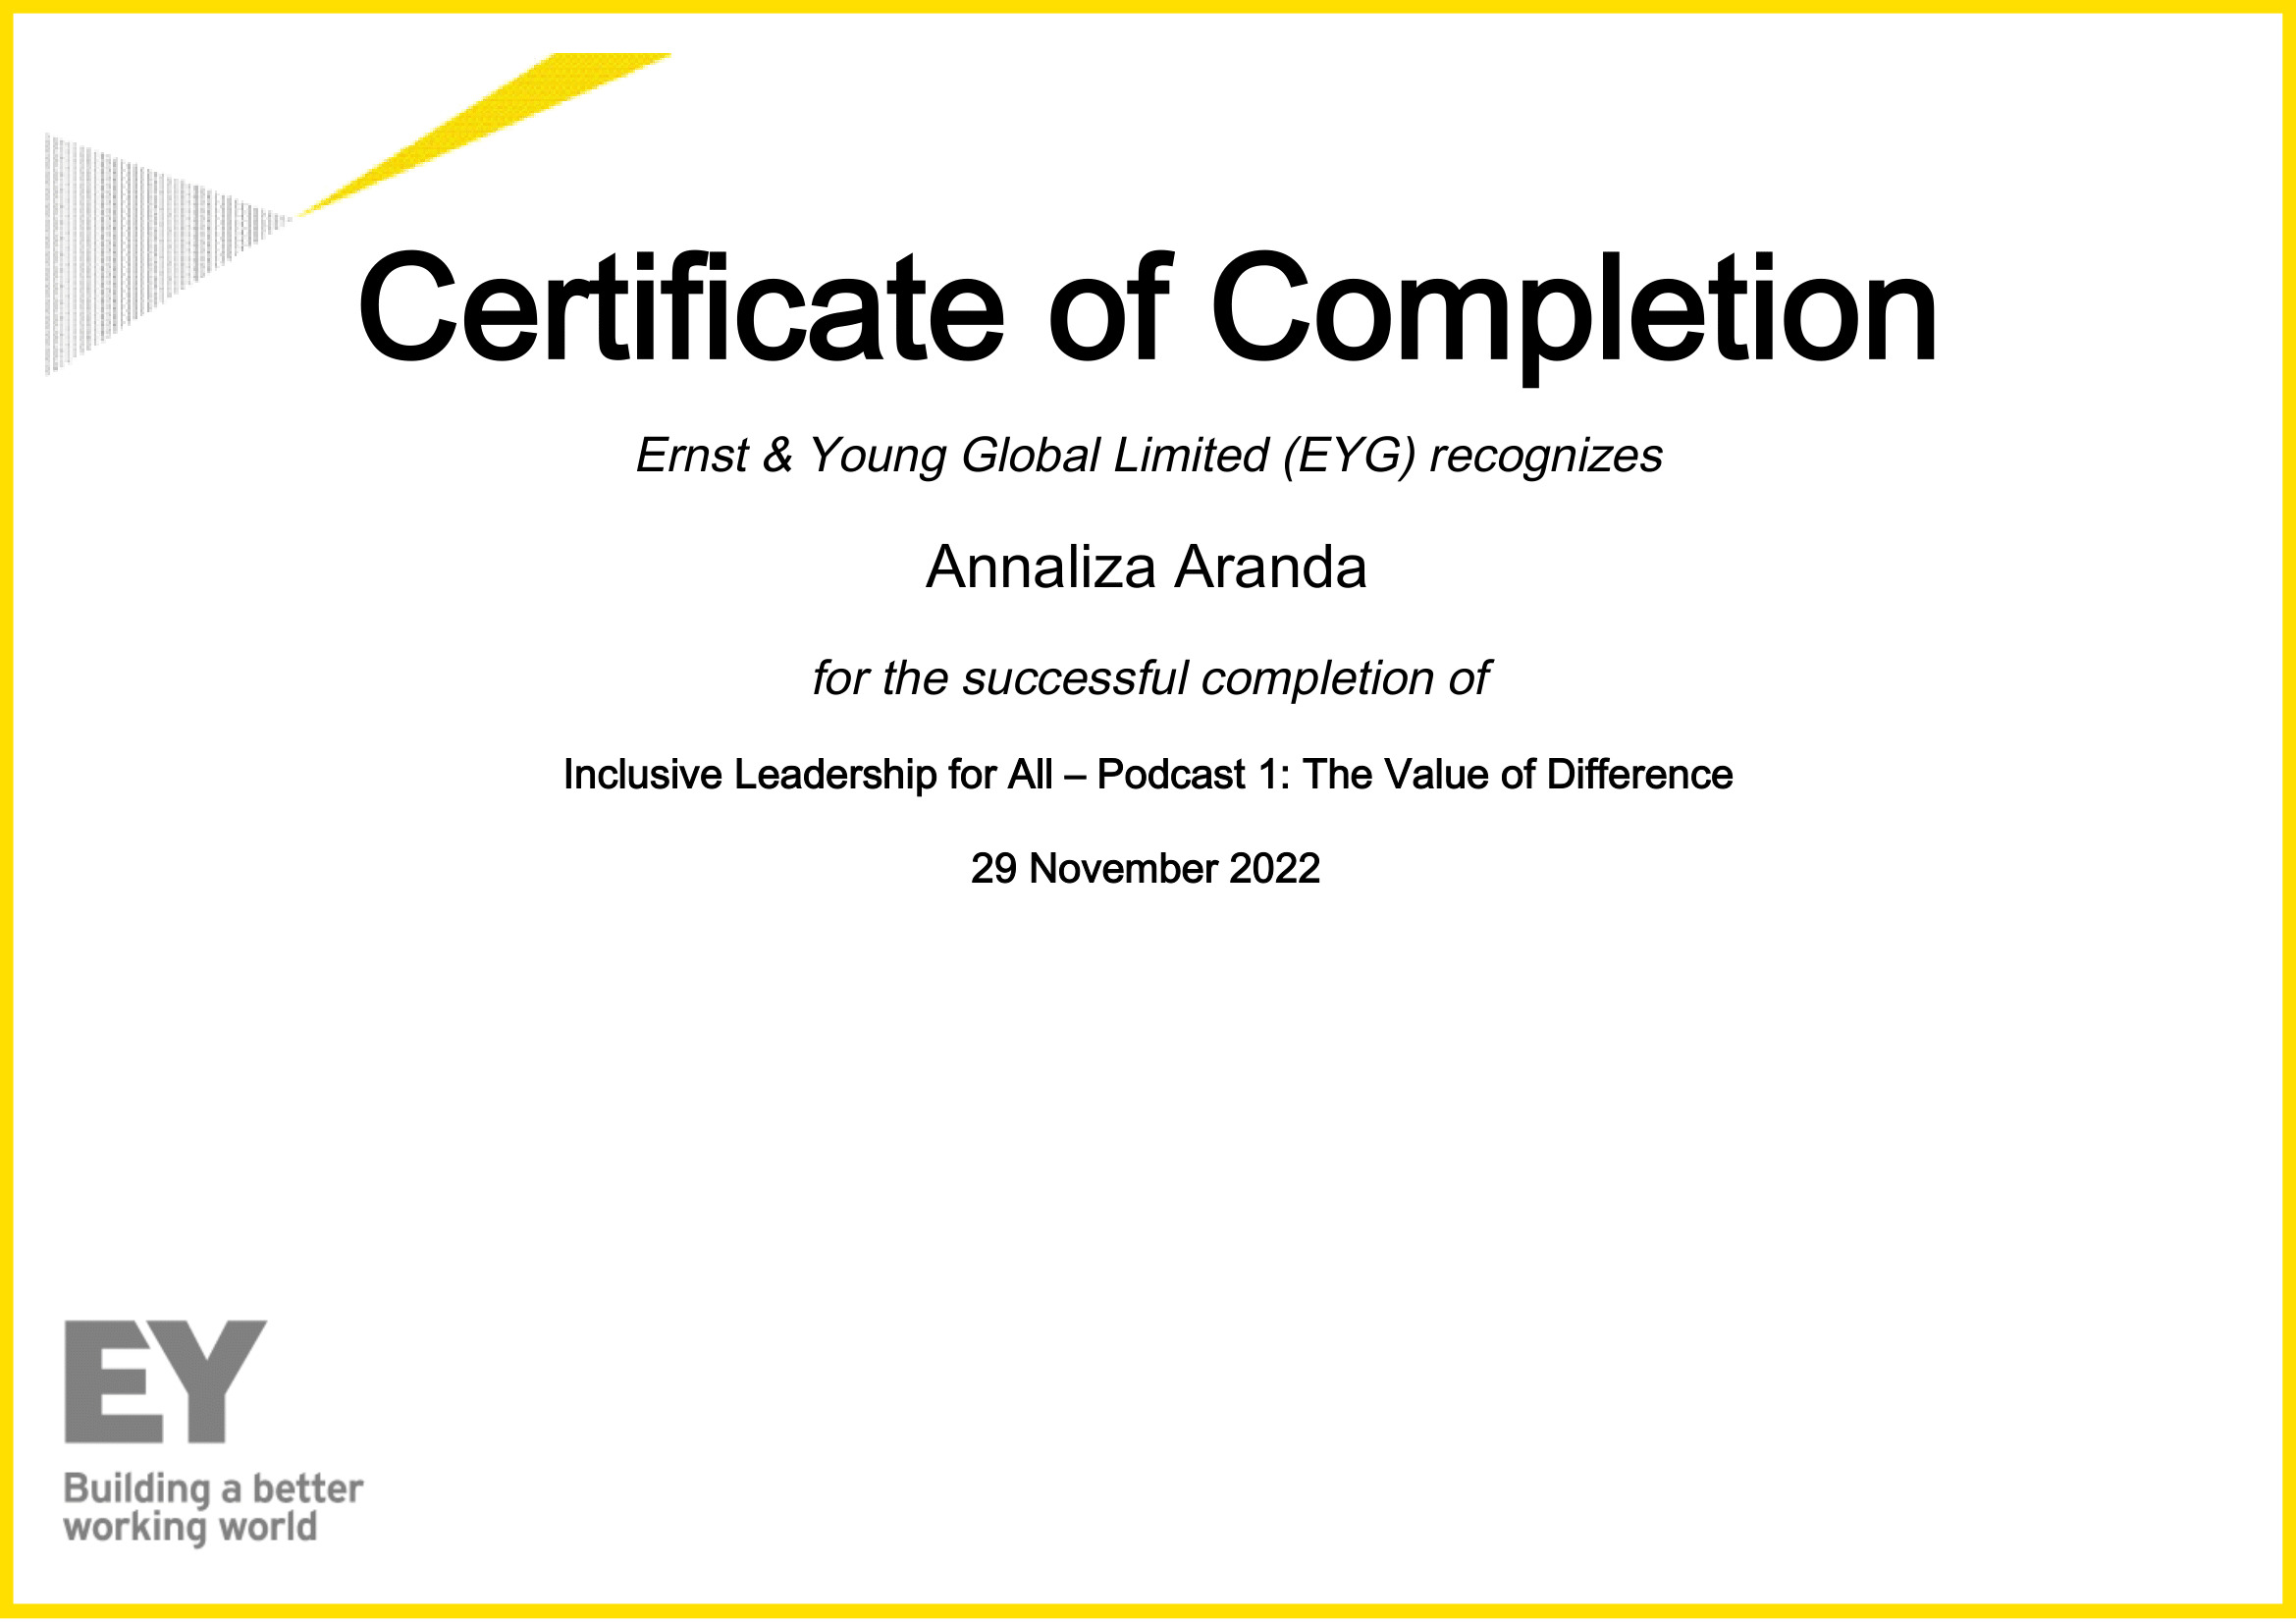 Certificate of Completion
Ernst & Young Global Limited (EYG) recognizes
Annaliza Aranda
for the successful completion of
Inclusive Leadership for All – Podcast 1: The Value of Difference
29 November 2022
EY
Building a better
working world